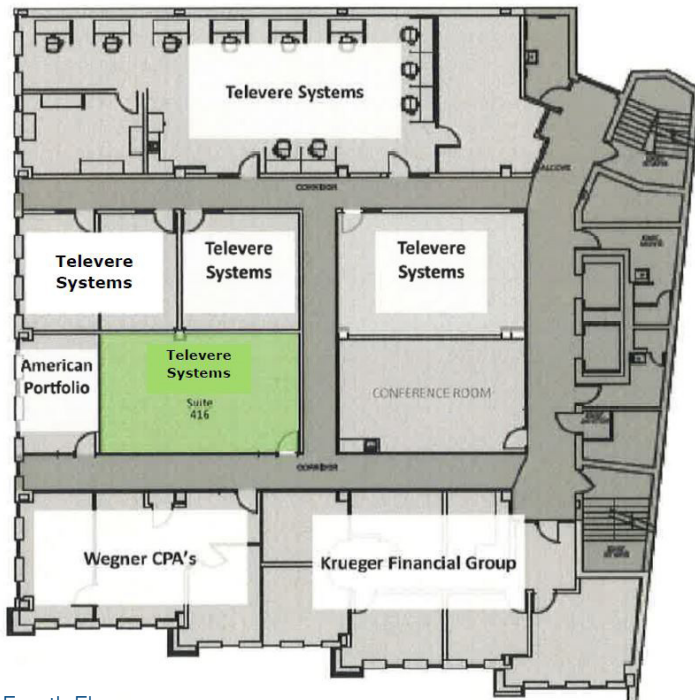 Televere Systems
CORRIDOR
Televere
Systems
Televere
Systems
Televere
Systems
American
Portfolio
Televere
Systems
Suite
416
CONFERENCE ROOM
CORRIDOR
Wegner CPA's
Krueger Financial Group